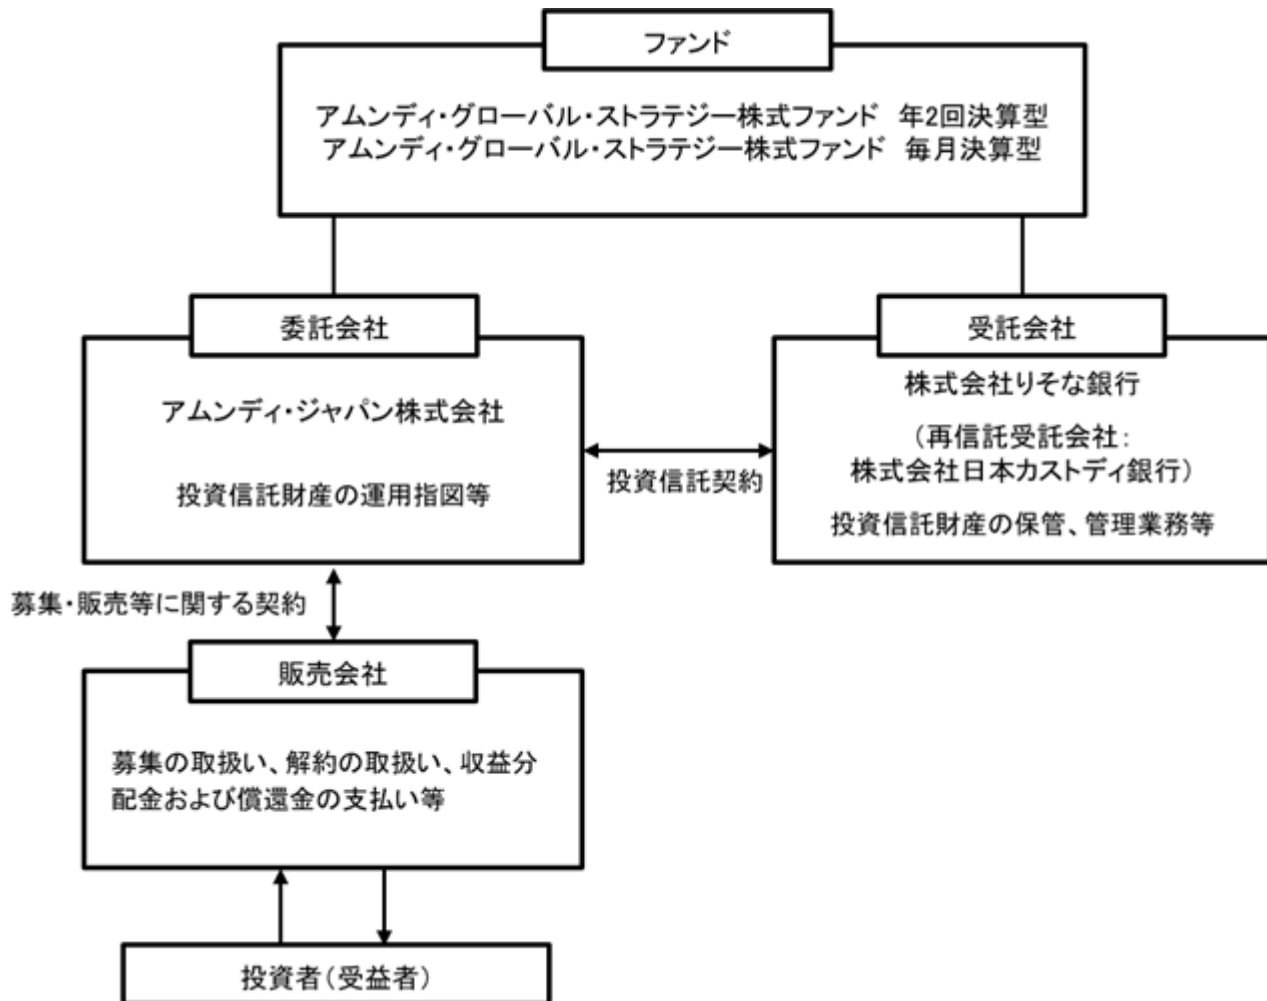 ファンド
アムンディ・グローバル・ストラテジー株式ファンド　年2回決算型
アムンディ・グローバル・ストラテジー株式ファンド　毎月決算型
委託会社
アムンディ・ジャパン株式会社
投資信託財産の運用指図等
投資信託契約
受託会社
株式会社りそな銀行
（再信託受託会社：
株式会社日本カストディ銀行）
投資信託財産の保管、管理業務等
募集・販売等に関する契約
販売会社
募集の取扱い、解約の取扱い、収益分
配金および償還金の支払い等
投資者（受益者）